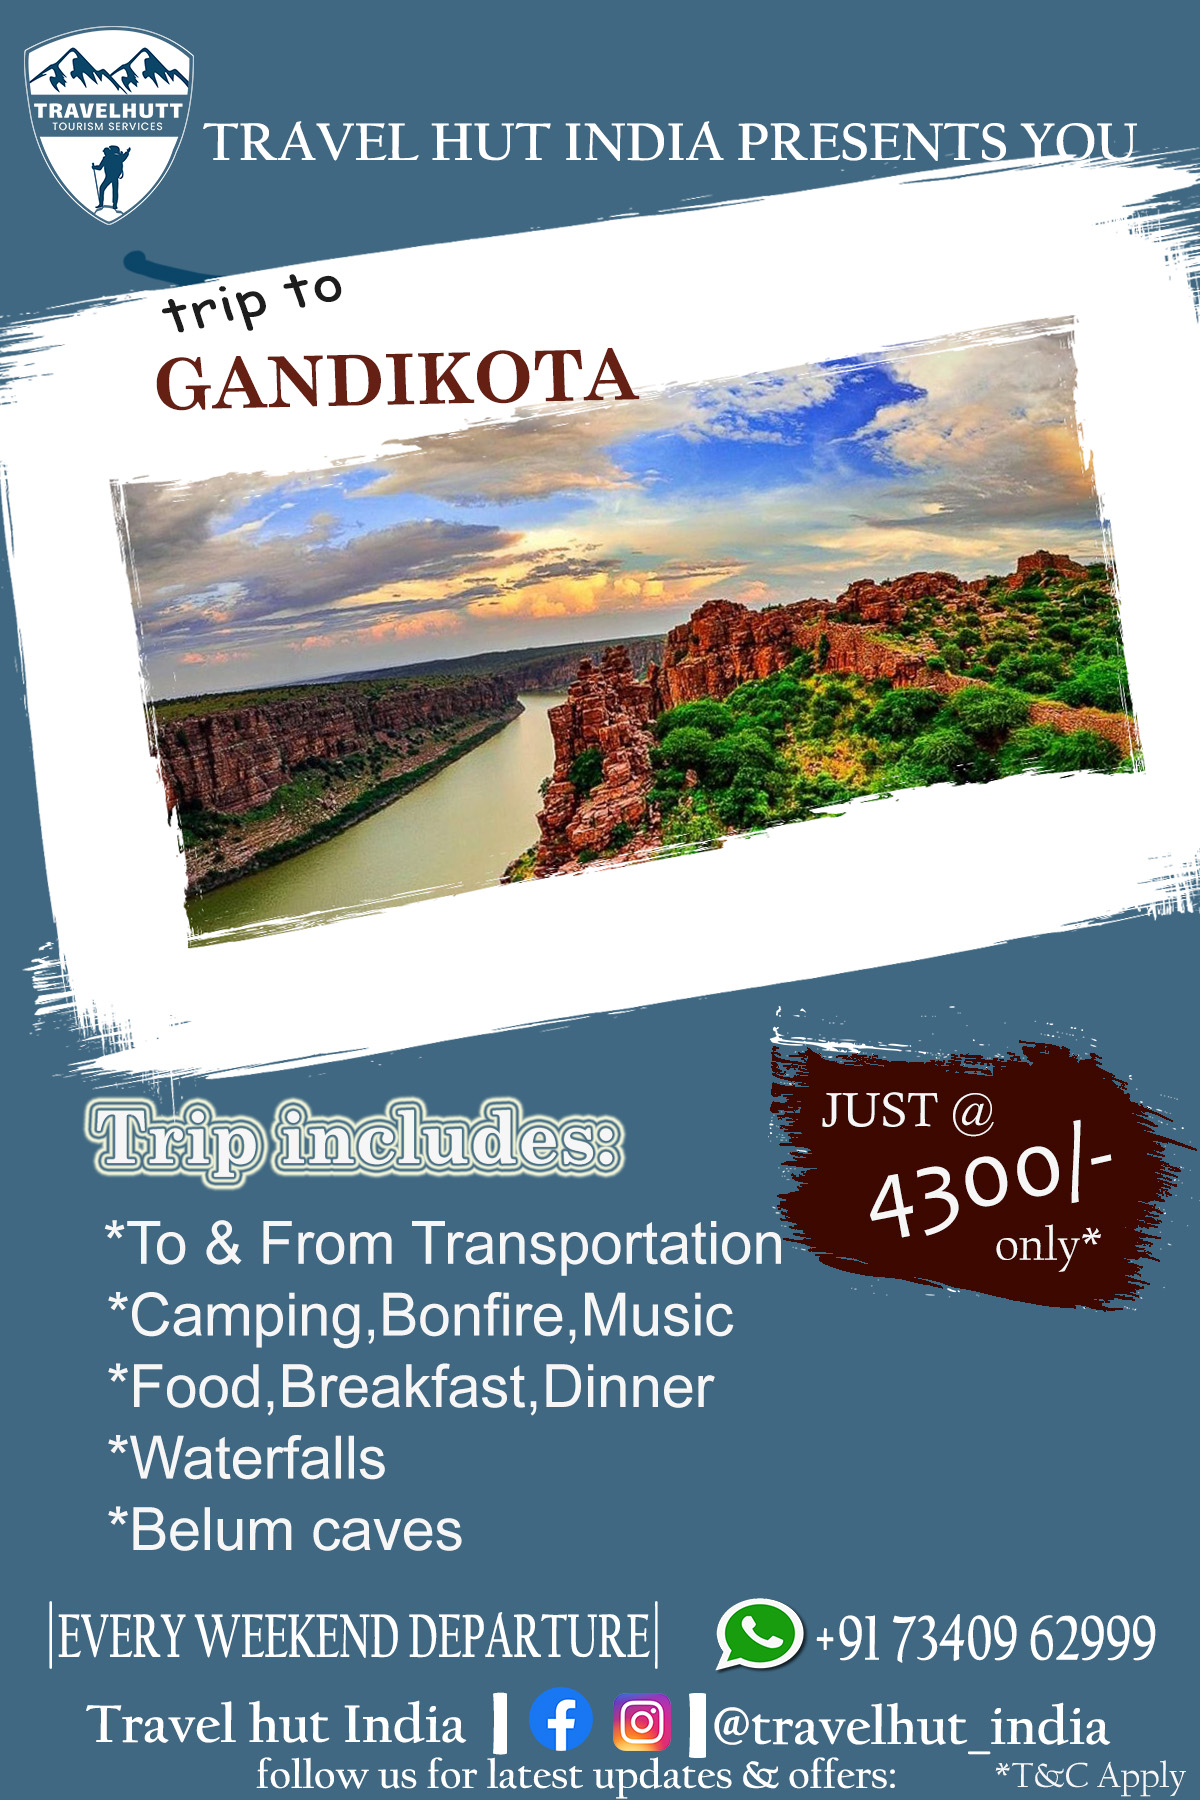 TRAVELHUTT
TOURISM SERVICES
TRAVEL HUT INDIA PRESENTS YOU
trip to
GANDIKOTA
JUST @
4300/-
only*
Trip includes:
*To & From Transportation
*Camping,Bonfire,Music
*Food,Breakfast,Dinner
*Waterfalls
*Belum caves
|EVERY WEEKEND DEPARTURE|
+91 73409 62999
Travel hut India | | @travelhut_india
follow us for latest updates & offers:
*T&C Apply